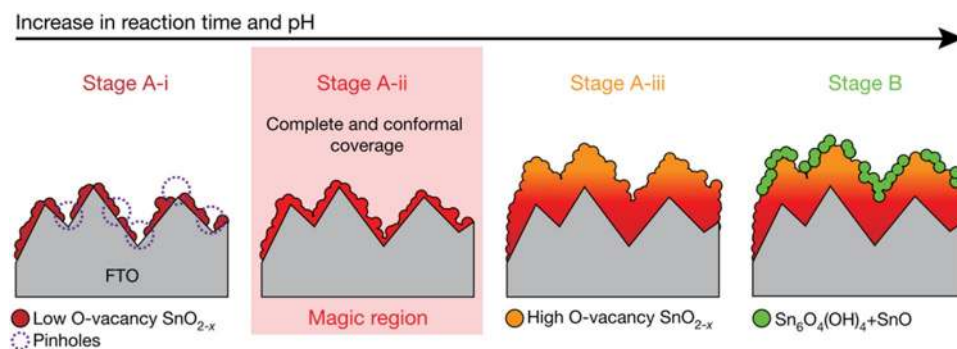 Increase in reaction time and pH
Stage A-i
Stage A-ii
Stage A-iii
Stage B
Complete and conformal
coverage
FTO
Low O-vacancy SnO₂₋ₓ
Pinholes
Magic region
High O-vacancy SnO₂₋ₓ
Sn₆O₄(OH)₄+SnO